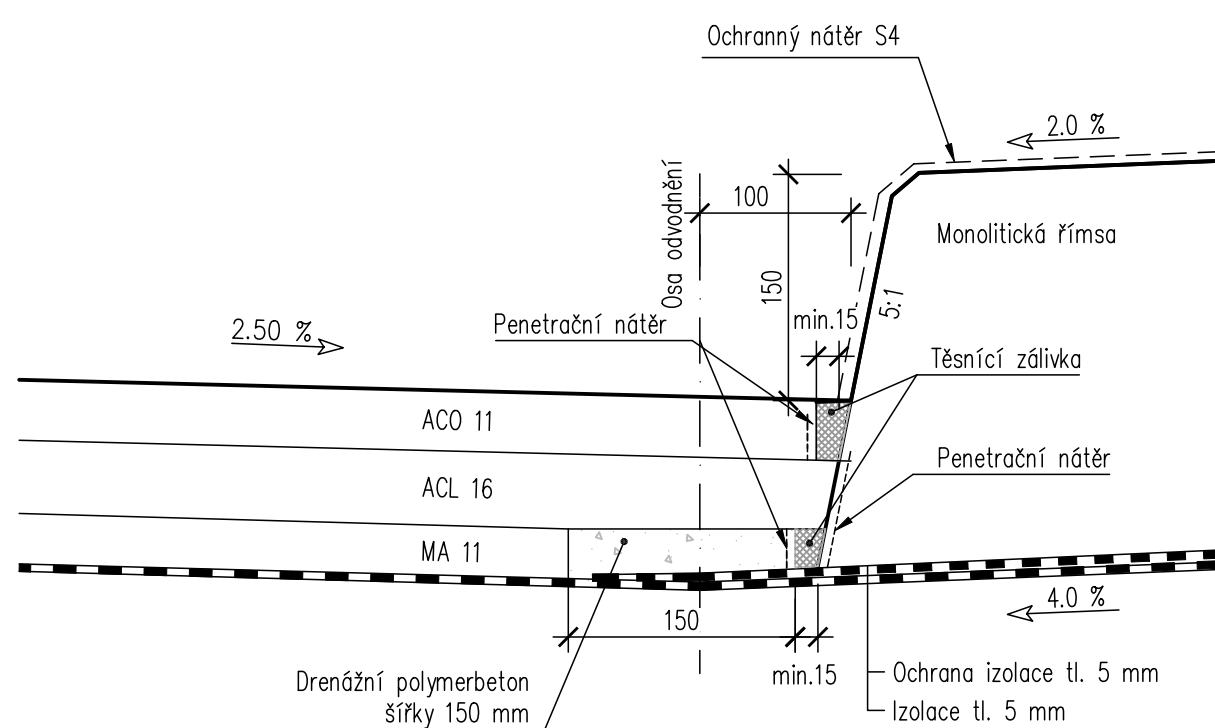 Ochranný nátěr S4
2.0 %
Osa odvodnění
100
Monolitická římsa
150
5:1
min.15
Penetrační nátěr
2.50 %
Těsnící zálivka
ACO 11
Penetrační nátěr
ACL 16
MA 11
4.0 %
150
min.15
Ochrana izolace tl. 5 mm
Drenážní polymerbeton
šířky 150 mm
Izolace tl. 5 mm